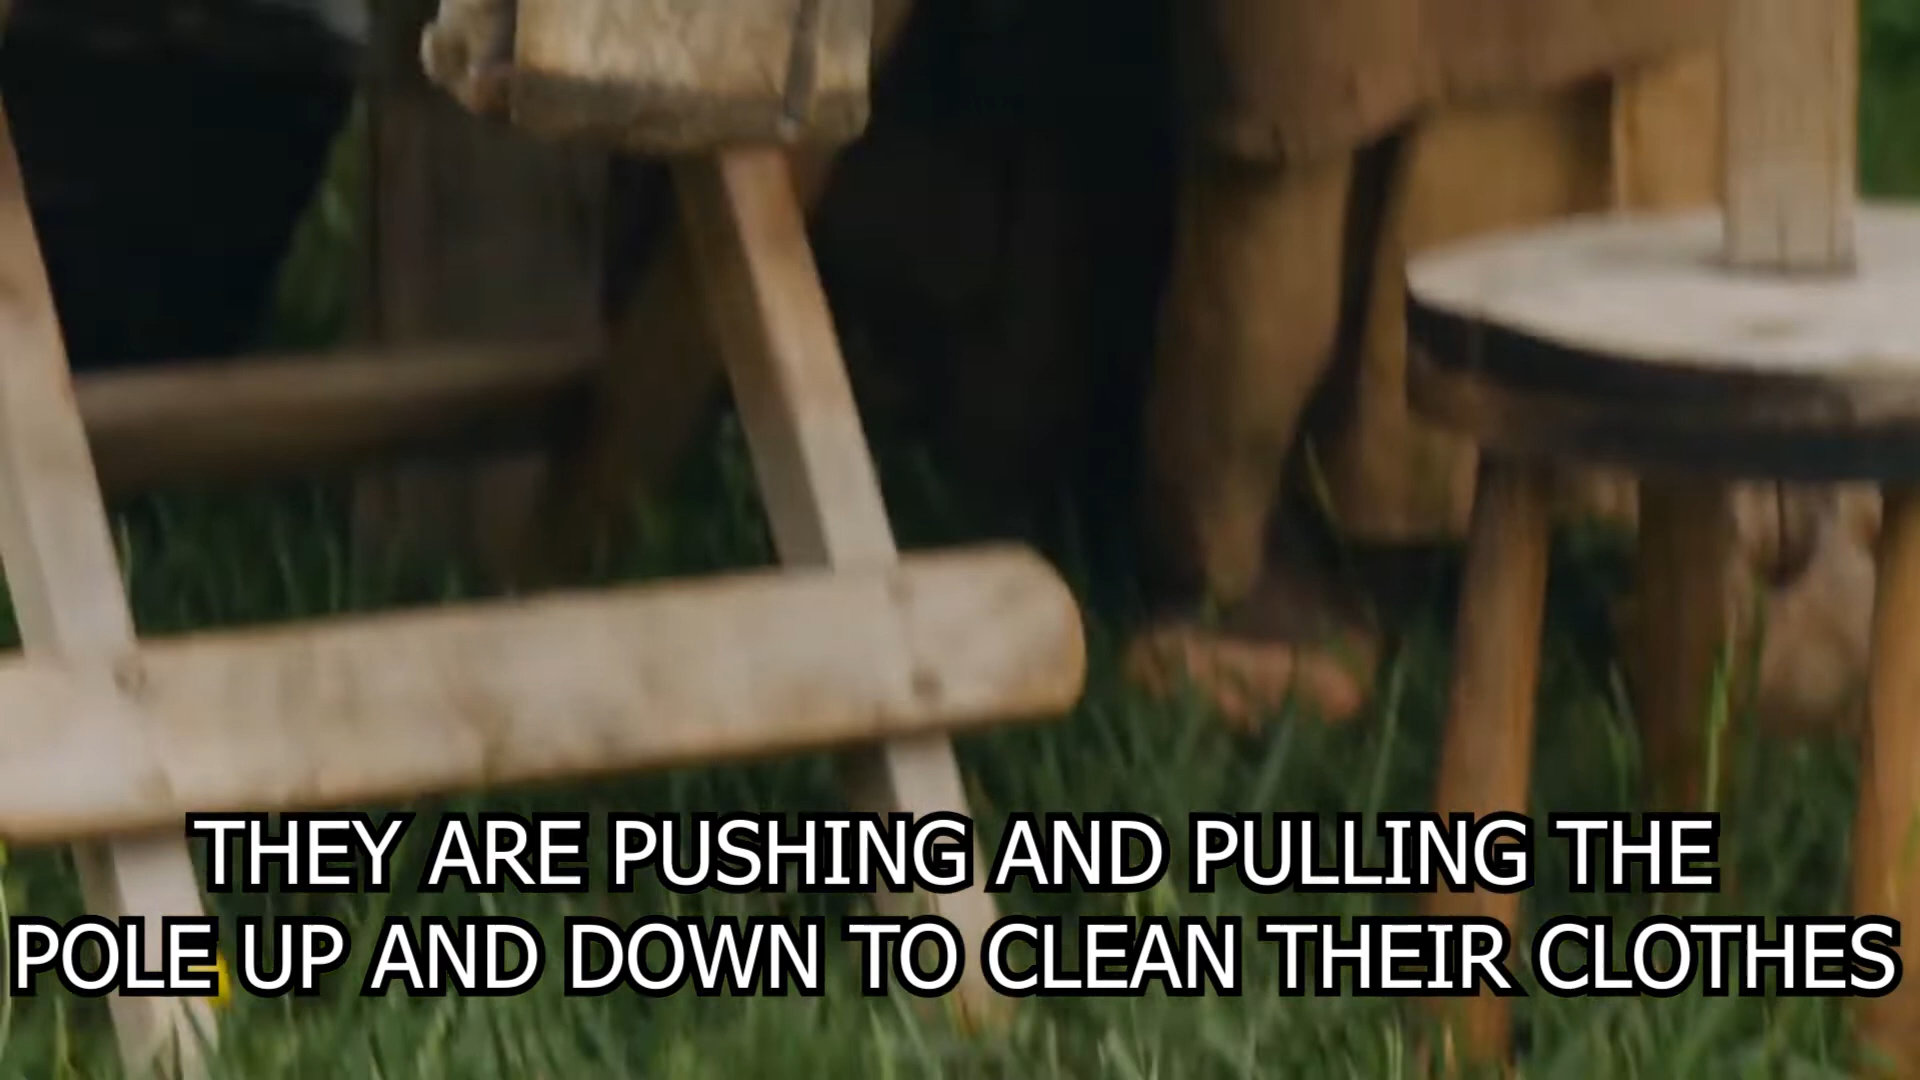 THEY ARE PUSHING AND PULLING THE
POLE UP AND DOWN TO CLEAN THEIR CLOTHES